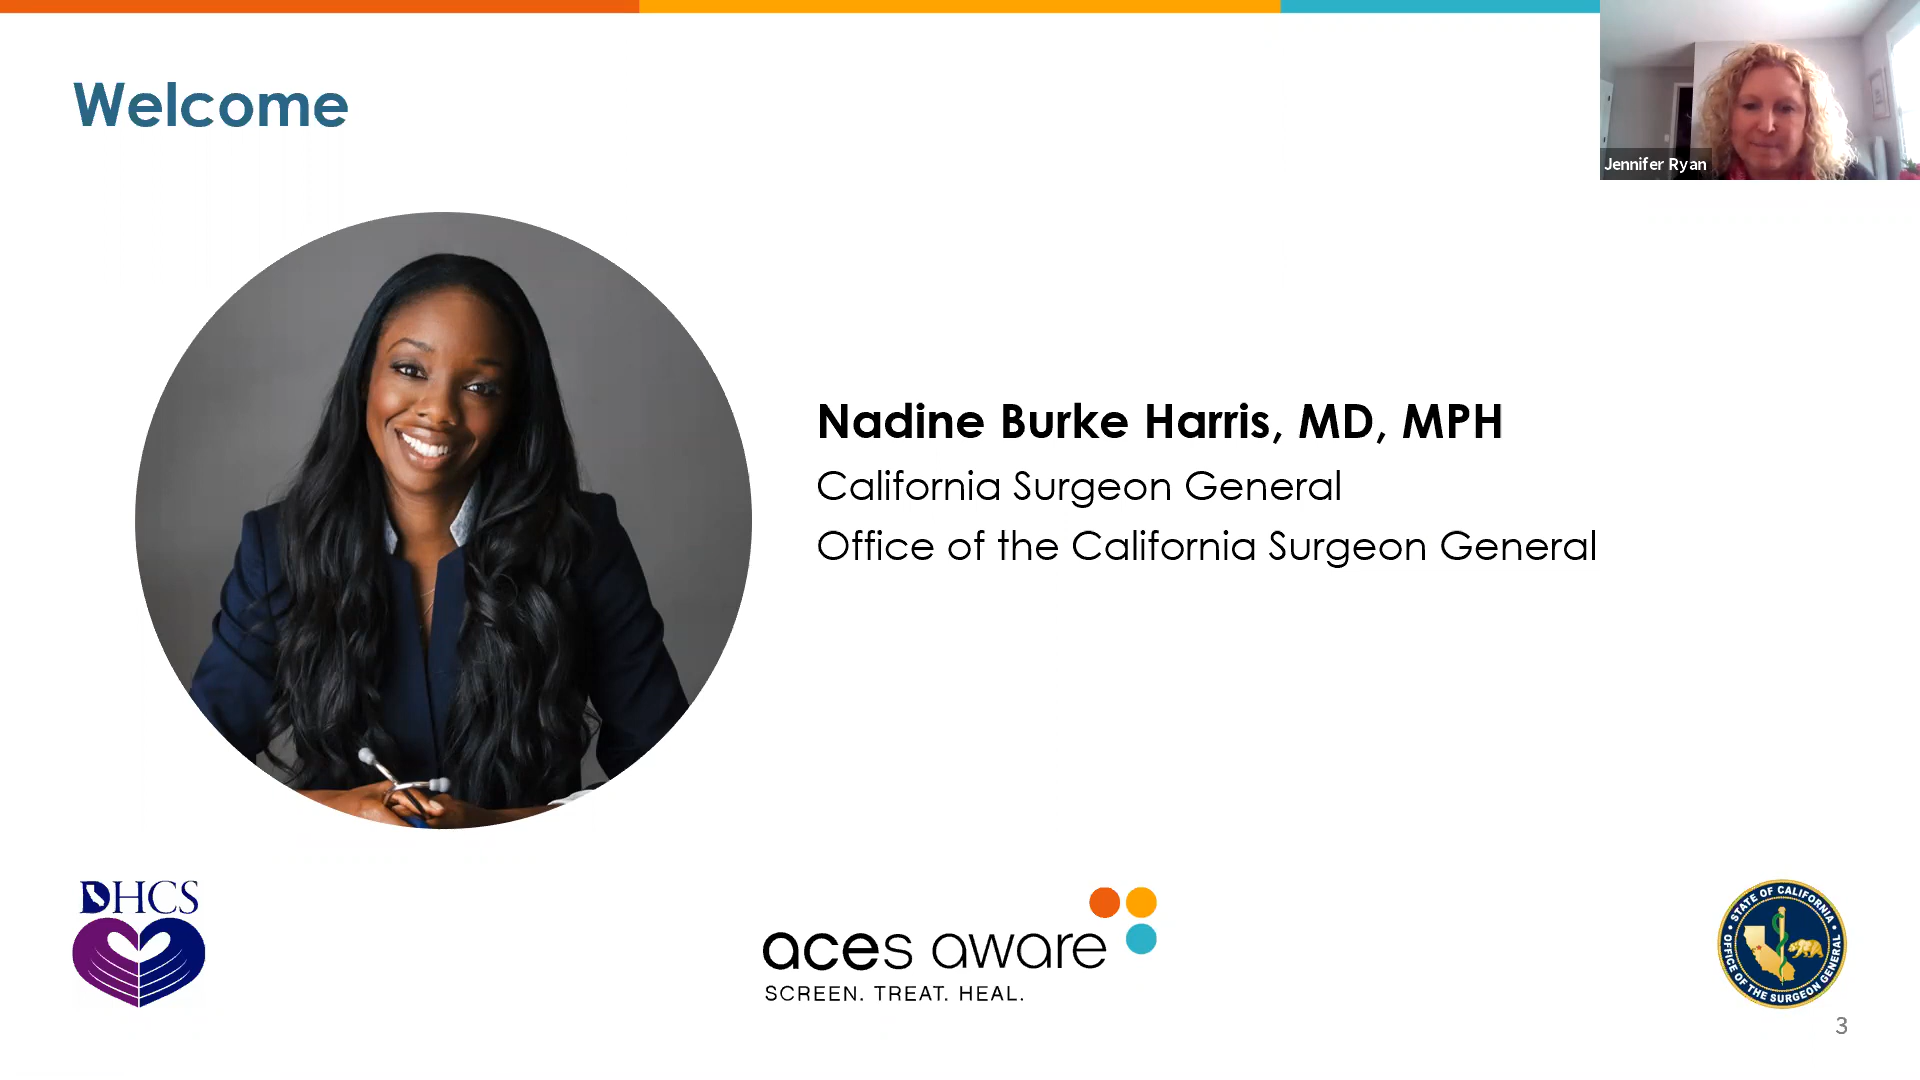 Welcome
Jennifer Ryan
Nadine Burke Harris, MD, MPH
California Surgeon General
Office of the California Surgeon General
DHCS
aces aware
SCREEN. TREAT. HEAL.
STATE OF CALIFORNIA
OFFICE OF THE SURGEON GENERAL
3